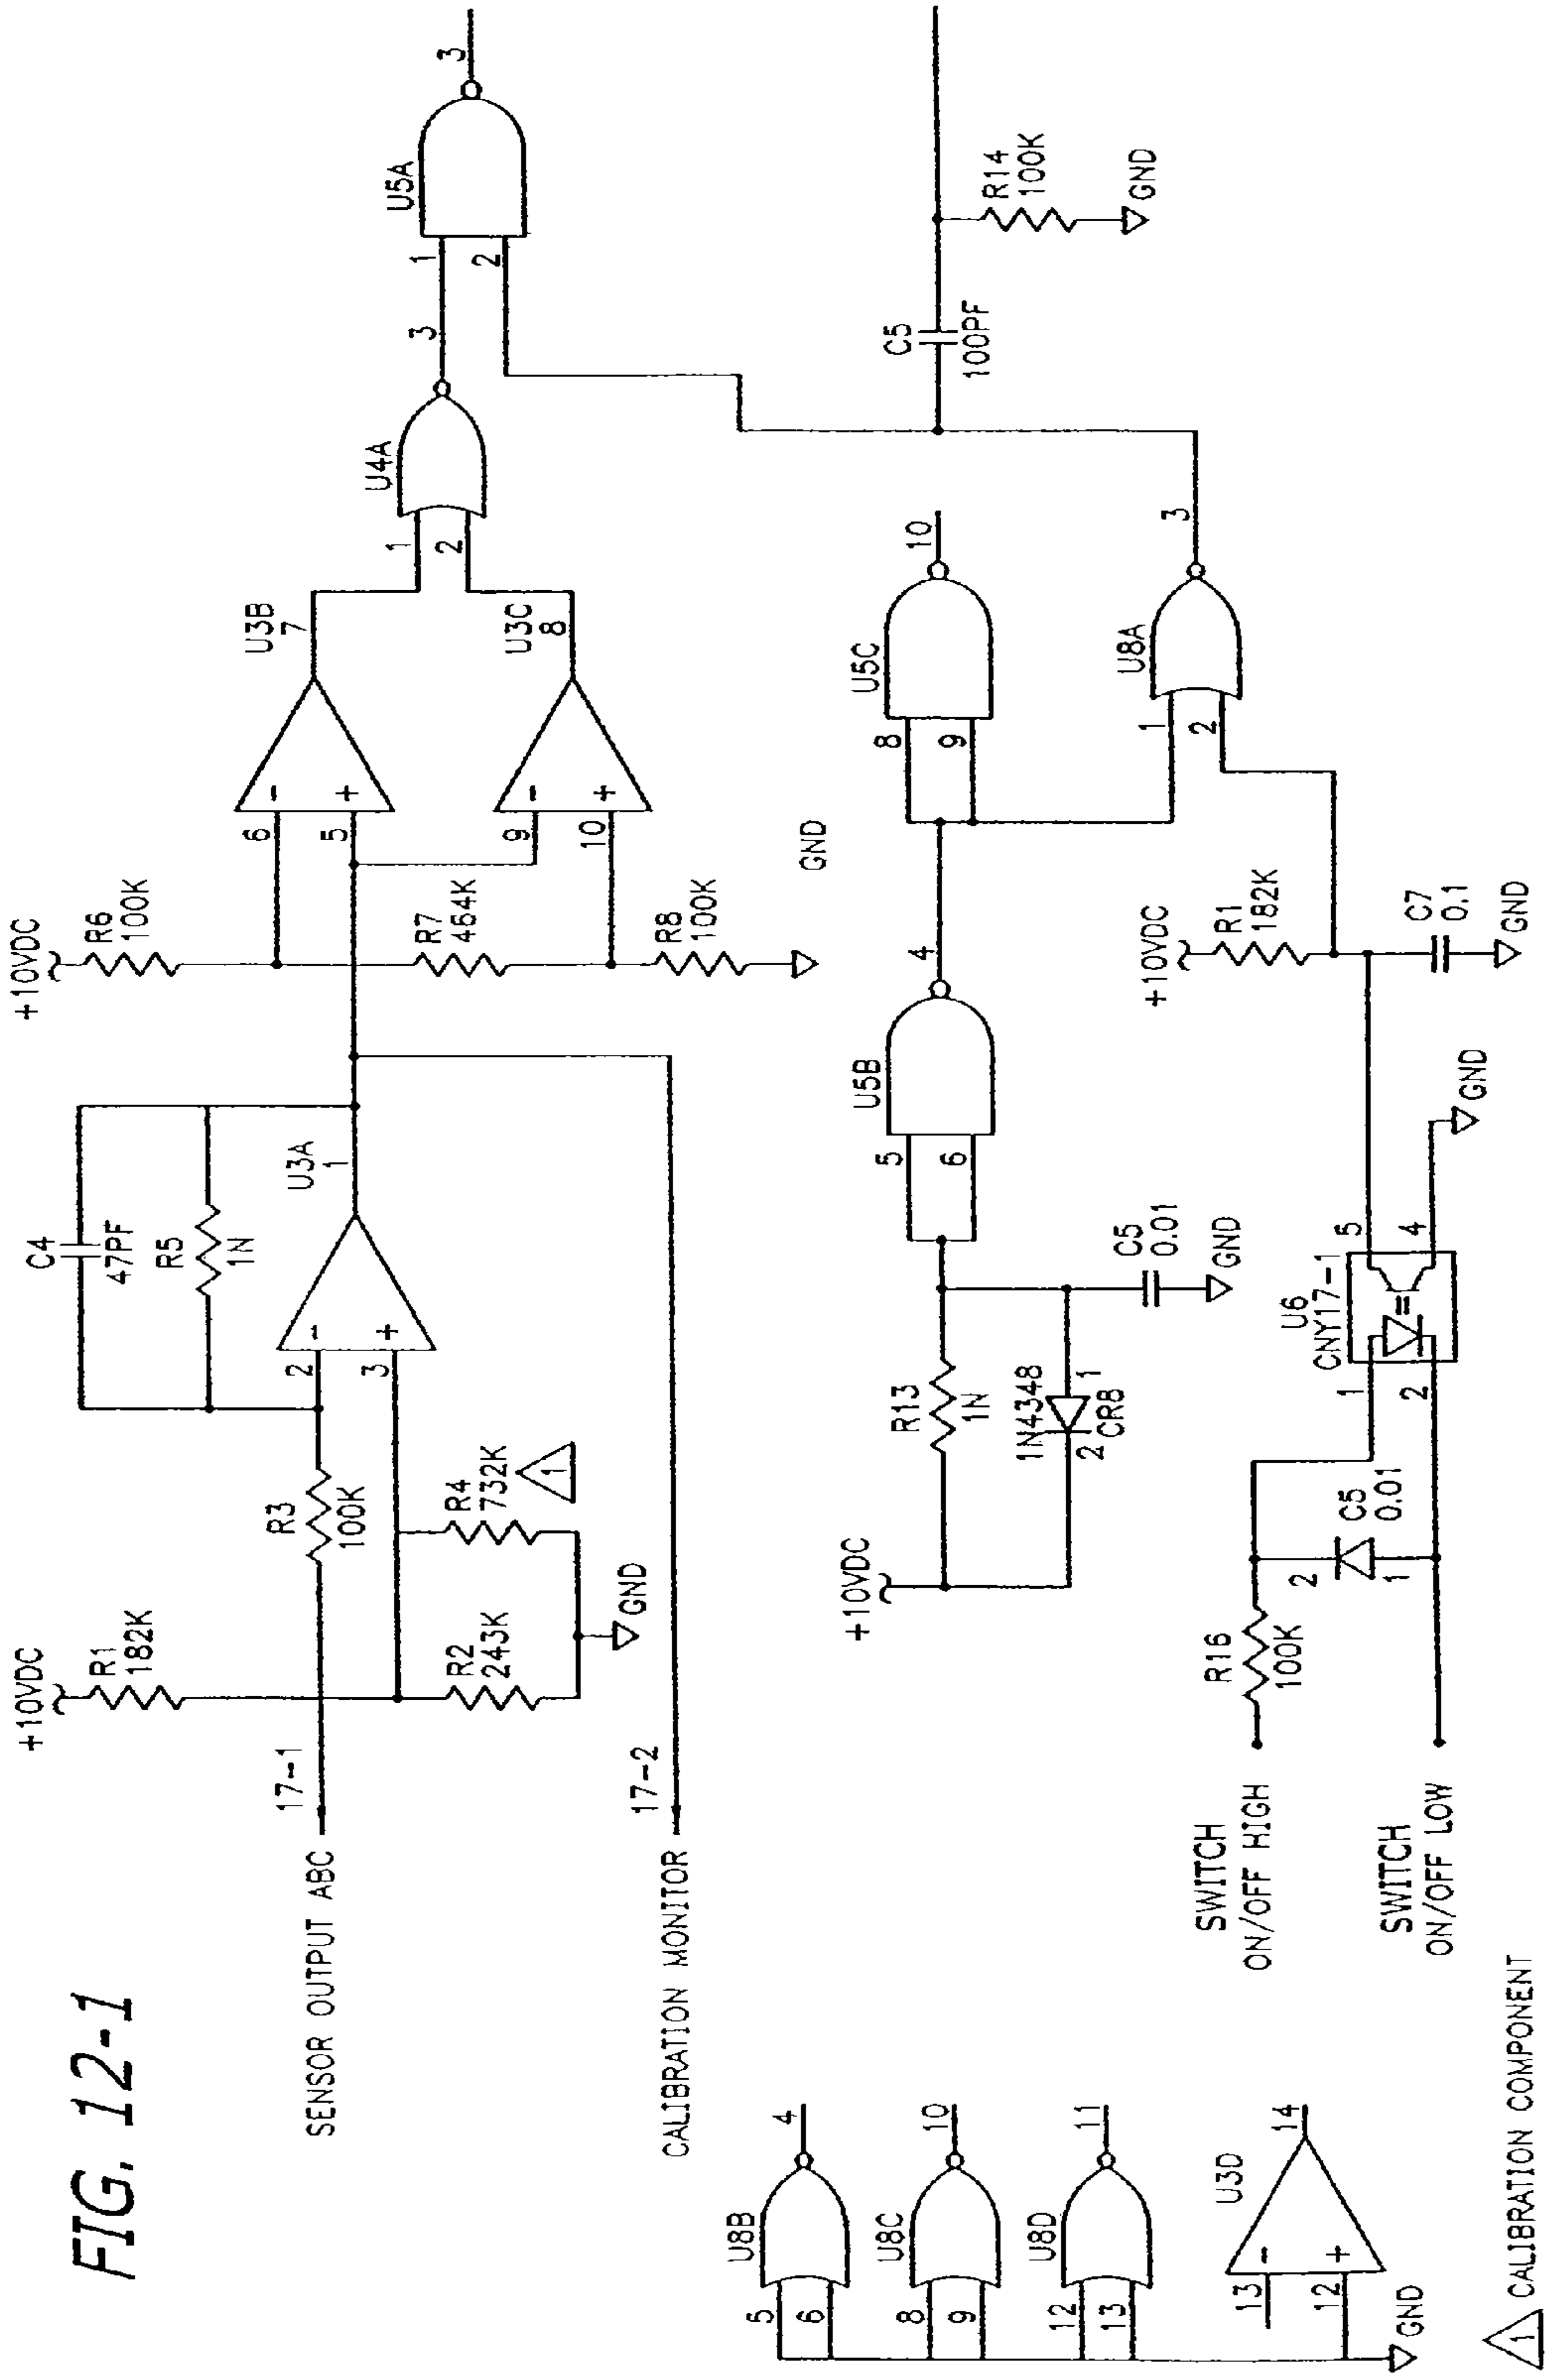 FIG. 12-1
+10VDC
R1
182K
SENSOR OUTPUT ABC
17-1
R3
100K
R2
243K
R4
732K
1
GND
C4
47PF
R5
1N
2
-
3
+
U3A
1
CALIBRATION MONITOR
17-2
+10VDC
R6
100K
R7
464K
R8
100K
GND
6
-
5
+
U3B
7
9
-
10
+
U3C
8
1
2
U4A
3
1
2
U5A
3
+10VDC
R13
1N
1N4348
2
1
CR8
C5
0.01
GND
5
6
U5B
4
8
9
U5C
10
1
2
U8A
3
C5
100PF
R14
100K
GND
+10VDC
R1
182K
C7
0.1
GND
SWITCH
ON/OFF HIGH
R16
100K
SWITCH
ON/OFF LOW
2
1
C5
0.01
1
2
U6
CNY17-1
5
4
GND
U8B
5
6
4
U8C
8
9
10
U8D
12
13
11
U3D
13
-
12
+
14
GND
1
CALIBRATION COMPONENT